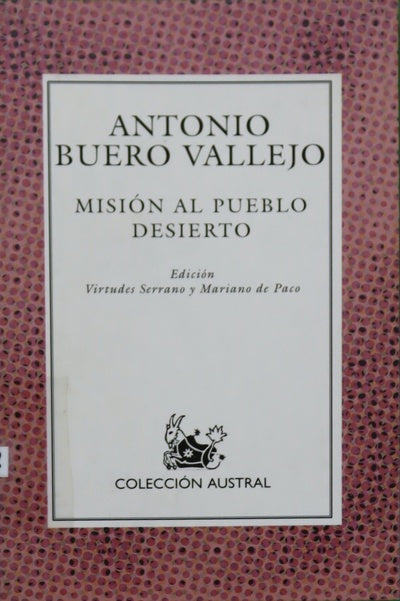 ANTONIO
BUERO VALLEJO
MISIÓN AL PUEBLO
DESIERTO
Edición
Virtudes Serrano y Mariano de Paco
COLECCIÓN AUSTRAL